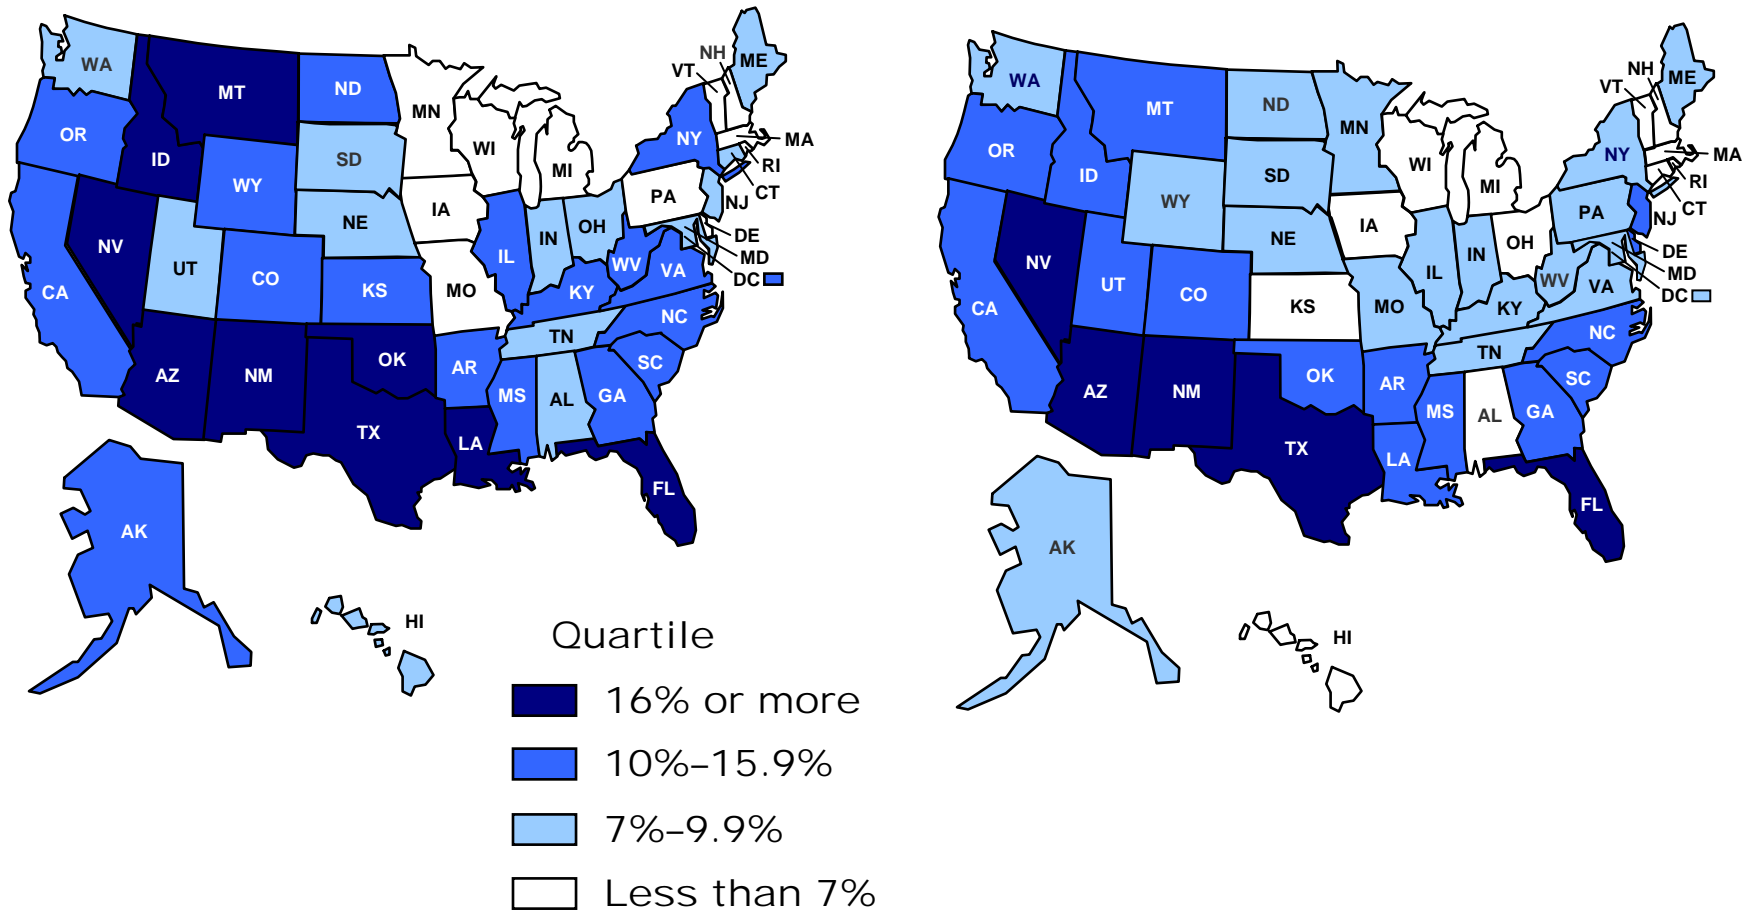 WA
MT
ND
MN
WI
MI
VT
NH
ME
OR
ID
WY
SD
NY
MA
RI
CT
NJ
PA
IA
NE
NV
UT
CO
CA
KS
MO
IL
IN
OH
WV
VA
KY
DE
MD
DC
NC
TN
SC
AZ
NM
OK
AR
MS
AL
GA
TX
LA
FL
AK
HI
WA
MT
ND
MN
WI
MI
VT
NH
ME
OR
ID
WY
SD
NY
MA
RI
CT
NJ
PA
IA
NE
NV
UT
CO
CA
KS
MO
IL
IN
OH
WV
VA
KY
DE
MD
DC
NC
TN
SC
AZ
NM
OK
AR
MS
AL
GA
TX
LA
FL
AK
HI
Quartile
16% or more
10%–15.9%
7%–9.9%
Less than 7%